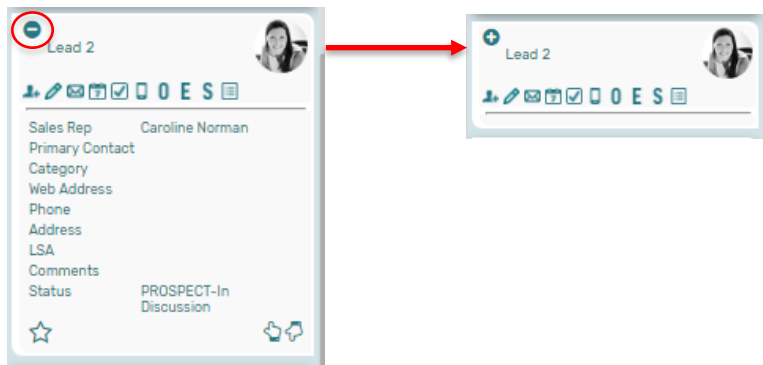 Lead 2
O E S
Sales Rep Caroline Norman
Primary Contact
Category
Web Address
Phone
Address
LSA
Comments
Status PROSPECT-In
Discussion
Lead 2
O E S